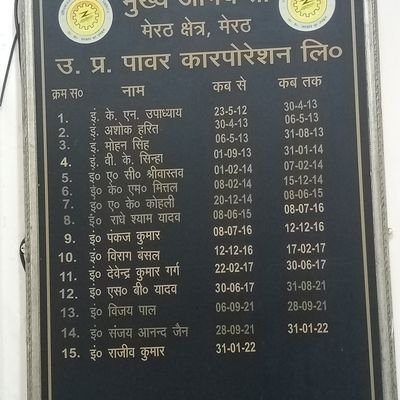 मुख्य
मेरठ क्षेत्र, मेरठ
उ. प्र. पावर कारपोरेशन लि०
क्रम स० नाम कब से कब तक
1. इं. के. एन. उपाध्याय 23-5-12 30-4-13
2. इं. अशोक हरित 30-4-13 06-5-13
3. इं. मोहन सिंह 06-5-13 31-08-13
4. इं. वी. के. सिन्हा 01-09-13 31-01-14
5. इ० ए० सी० श्रीवास्तव 01-02-14 07-02-14
6. इं० के० एम० मित्तल 08-02-14 15-12-14
7. इ० ए० के० कोहली 20-12-14 08-06-15
8. इं० राधे श्याम यादव 08-06-15 08-07-16
9. इं० पंकज कुमार 08-07-16 12-12-16
10. इं० विराग बंसल 12-12-16 17-02-17
11. इं० देवेन्द्र कुमार गर्ग 22-02-17 30-06-17
12. इं० एस० बी० यादव 30-06-17 31-08-21
13. इं० विजय पाल 06-09-21 28-09-21
14. इं० संजय आनन्द जैन 28-09-21 31-01-22
15. इं० राजीव कुमार 31-01-22